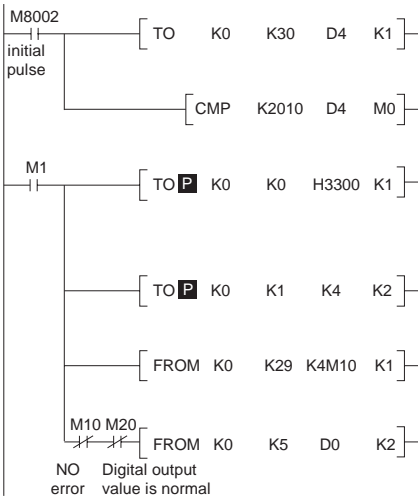 M8002
TO K0 K30 D4 K1
initial
pulse
CMP K2010 D4 M0
M1
TO P K0 K0 H3300 K1
TO P K0 K1 K4 K2
FROM K0 K29 K4M10 K1
M10 M20
FROM K0 K5 D0 K2
NO Digital output
error value is normal